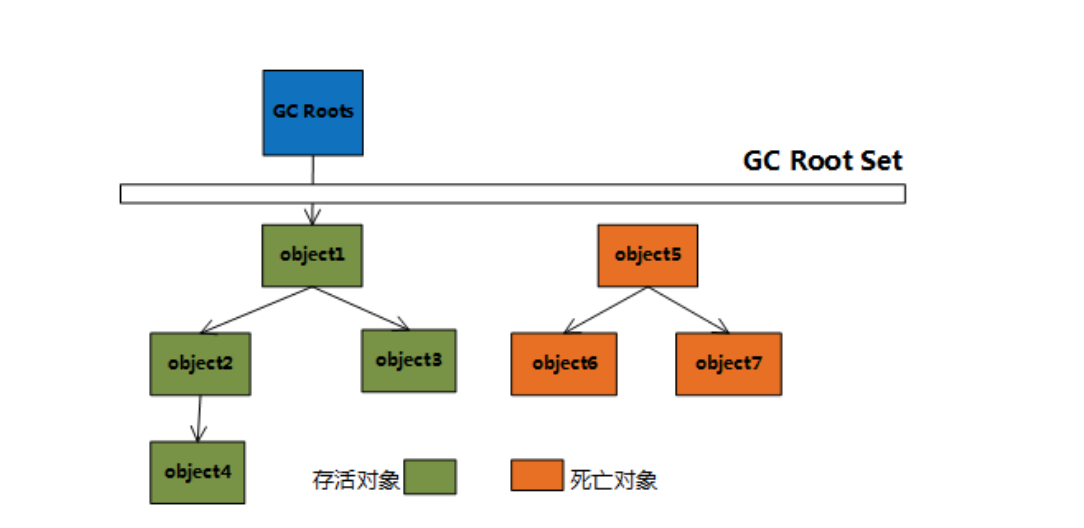 GC Roots
GC Root Set
object1
object5
object2
object3
object6
object7
object4
存活对象
死亡对象